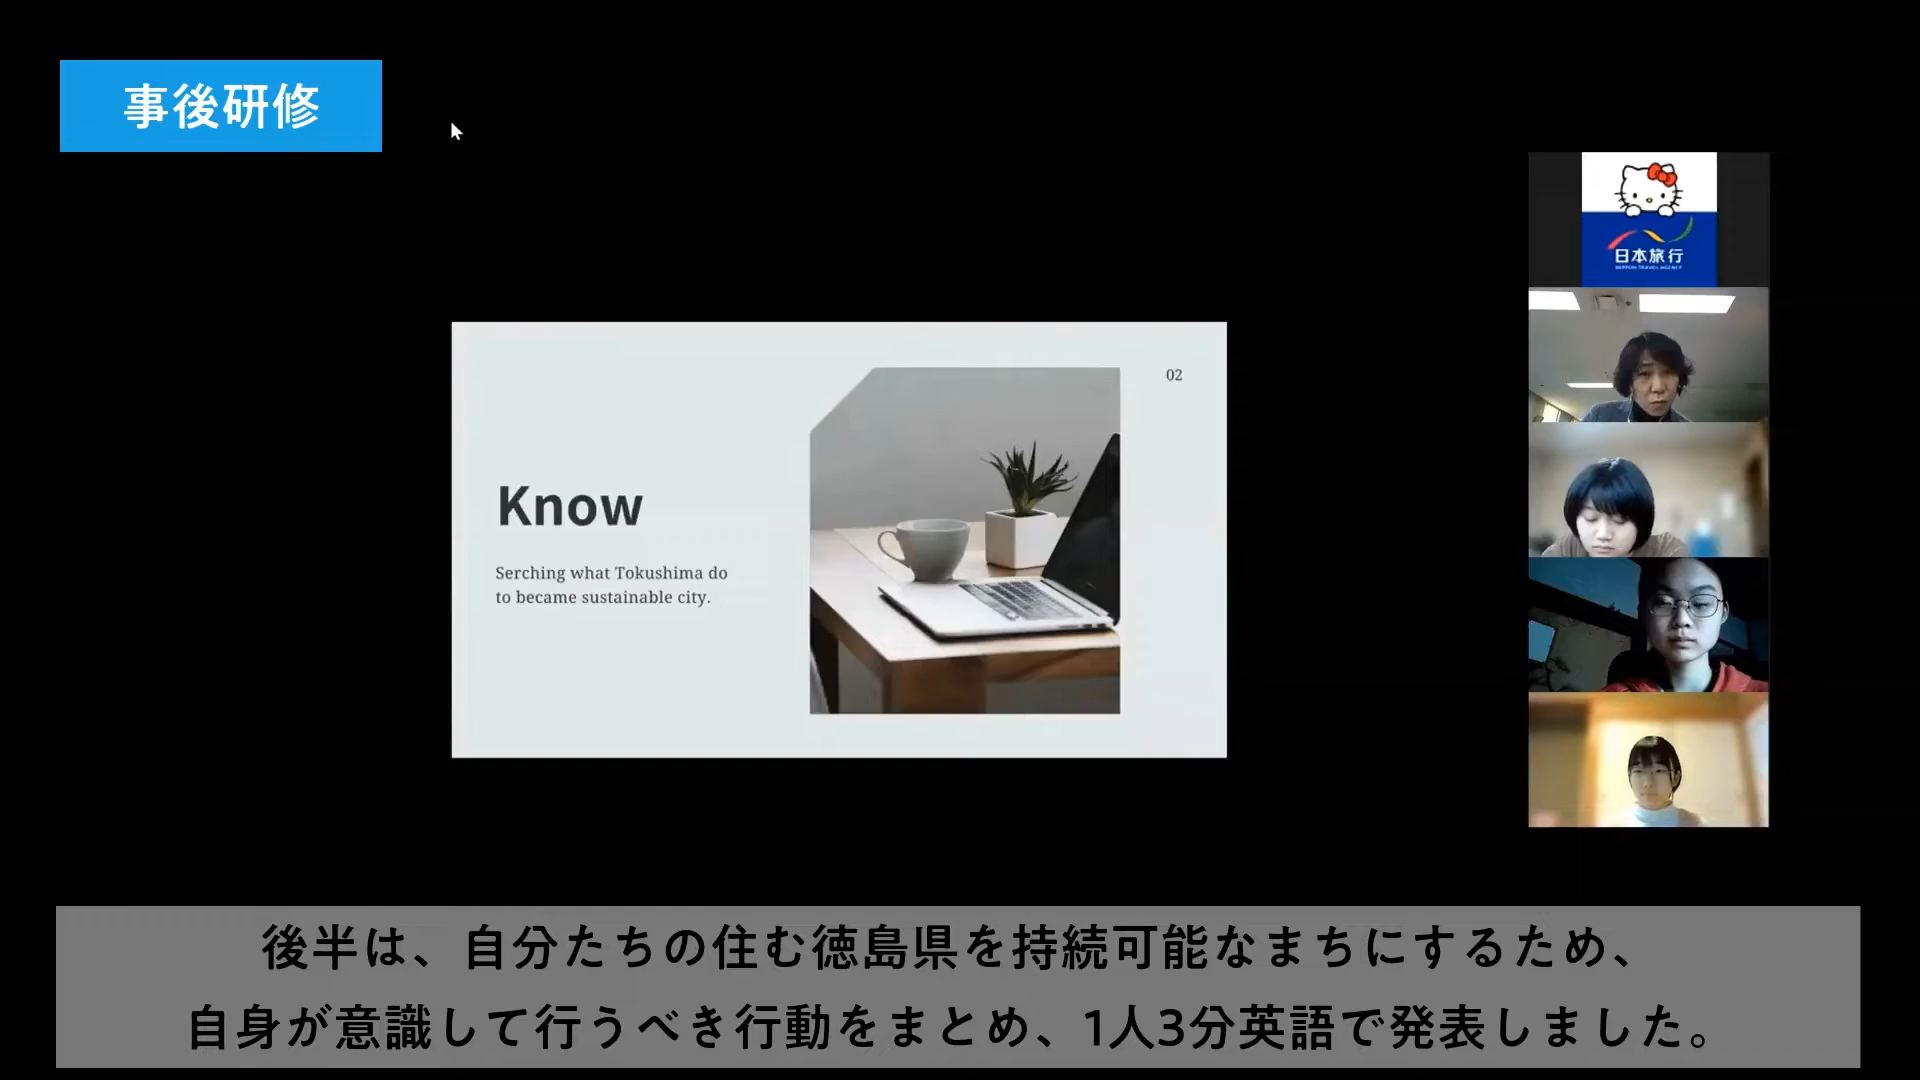 事後研修
日本旅行
NIPPON TRAVEL AGENCY
02
Know
Serching what Tokushima do
to became sustainable city.
後半は、自分たちの住む徳島県を持続可能なまちにするため、
自身が意識して行うべき行動をまとめ、1人3分英語で発表しました。